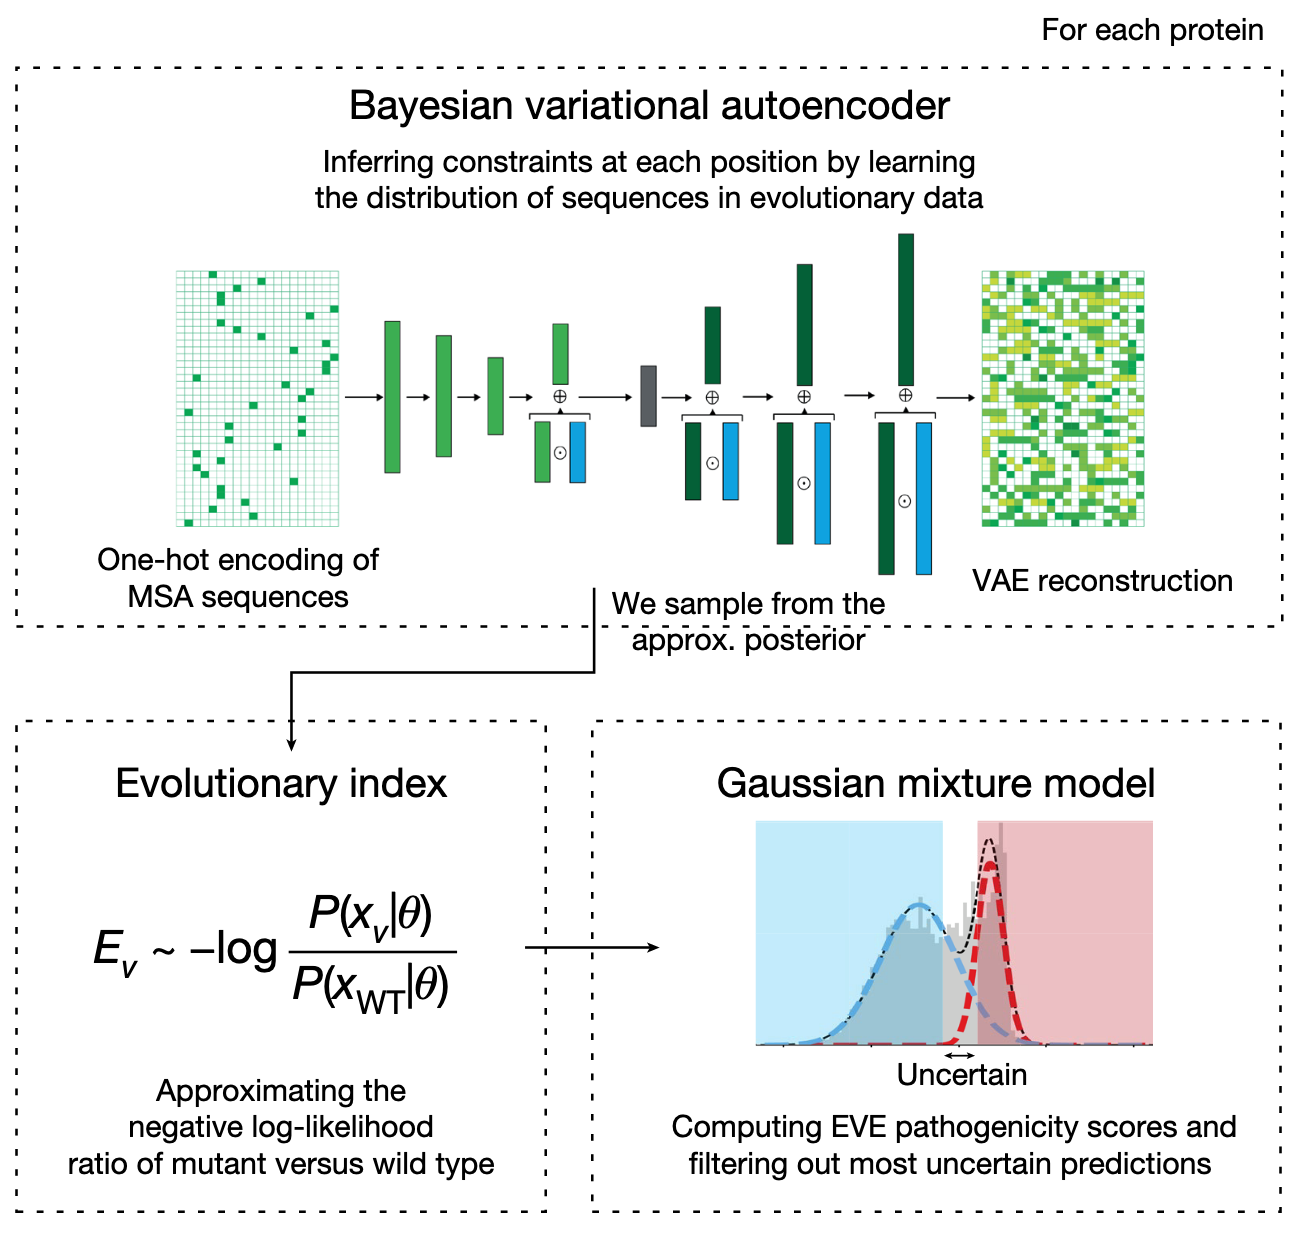 For each protein
Bayesian variational autoencoder
Inferring constraints at each position by learning
the distribution of sequences in evolutionary data
One-hot encoding of
MSA sequences
VAE reconstruction
We sample from the
approx. posterior
Evolutionary index
E_v ~ −log P(x_v|θ) / P(x_WT|θ)
Approximating the
negative log-likelihood
ratio of mutant versus wild type
Gaussian mixture model
Uncertain
Computing EVE pathogenicity scores and
filtering out most uncertain predictions